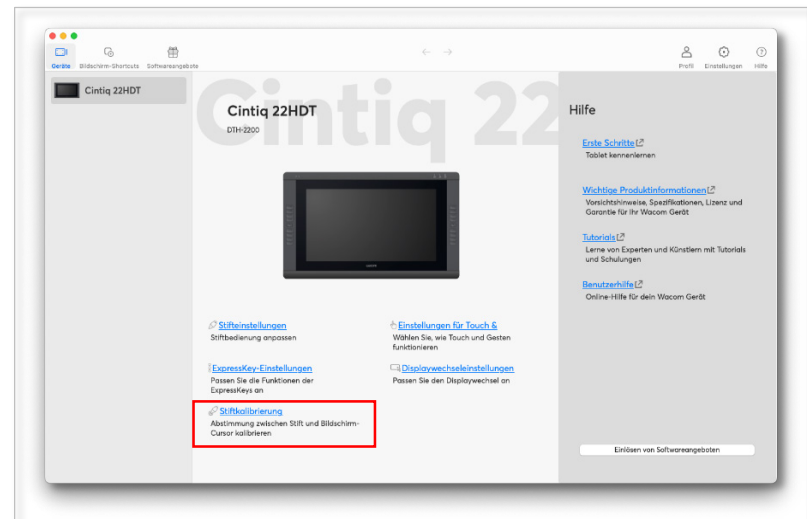 Geräte Bildschirm-Shortcuts Softwareangebote
Profil Einstellungen Hilfe
Cintiq 22HDT
Cintiq 22
Cintiq 22HDT
DTH-2200
Stifteinstellungen
Stiftbedienung anpassen
Einstellungen für Touch &
Wählen Sie, wie Touch und Gesten
funktionieren
ExpressKey-Einstellungen
Passen Sie die Funktionen der
ExpressKeys an
Displaywechseleinstellungen
Passen Sie den Displaywechsel an
Stiftkalibrierung
Abstimmung zwischen Stift und Bildschirm-
Cursor kalibrieren
Hilfe
Erste Schritte
Tablet kennenlernen
Wichtige Produktinformationen
Vorsichtshinweise, Spezifikationen, Lizenz und
Garantie für Ihr Wacom Gerät
Tutorials
Lerne von Experten und Künstlern mit Tutorials
und Schulungen
Benutzerhilfe
Online-Hilfe für dein Wacom Gerät
Einlösen von Softwareangeboten